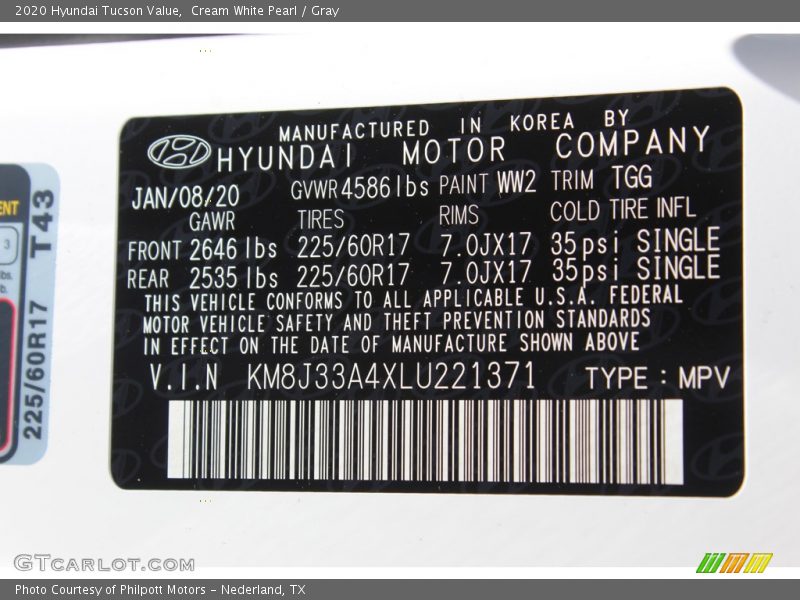 2020 Hyundai Tucson Value, Cream White Pearl / Gray
MANUFACTURED IN KOREA BY
HYUNDAI MOTOR COMPANY
JAN/08/20 GVWR 4586 lbs PAINT WW2 TRIM TGG
GAWR TIRES RIMS COLD TIRE INFL
FRONT 2646 lbs 225/60R17 7.0JX17 35psi SINGLE
REAR 2535 lbs 225/60R17 7.0JX17 35psi SINGLE
THIS VEHICLE CONFORMS TO ALL APPLICABLE U.S.A. FEDERAL
MOTOR VEHICLE SAFETY AND THEFT PREVENTION STANDARDS
IN EFFECT ON THE DATE OF MANUFACTURE SHOWN ABOVE
V.I.N KM8J33A4XLU221371 TYPE : MPV
3
225/60R17 T43
GTCARLOT.COM
Photo Courtesy of Philpott Motors - Nederland, TX